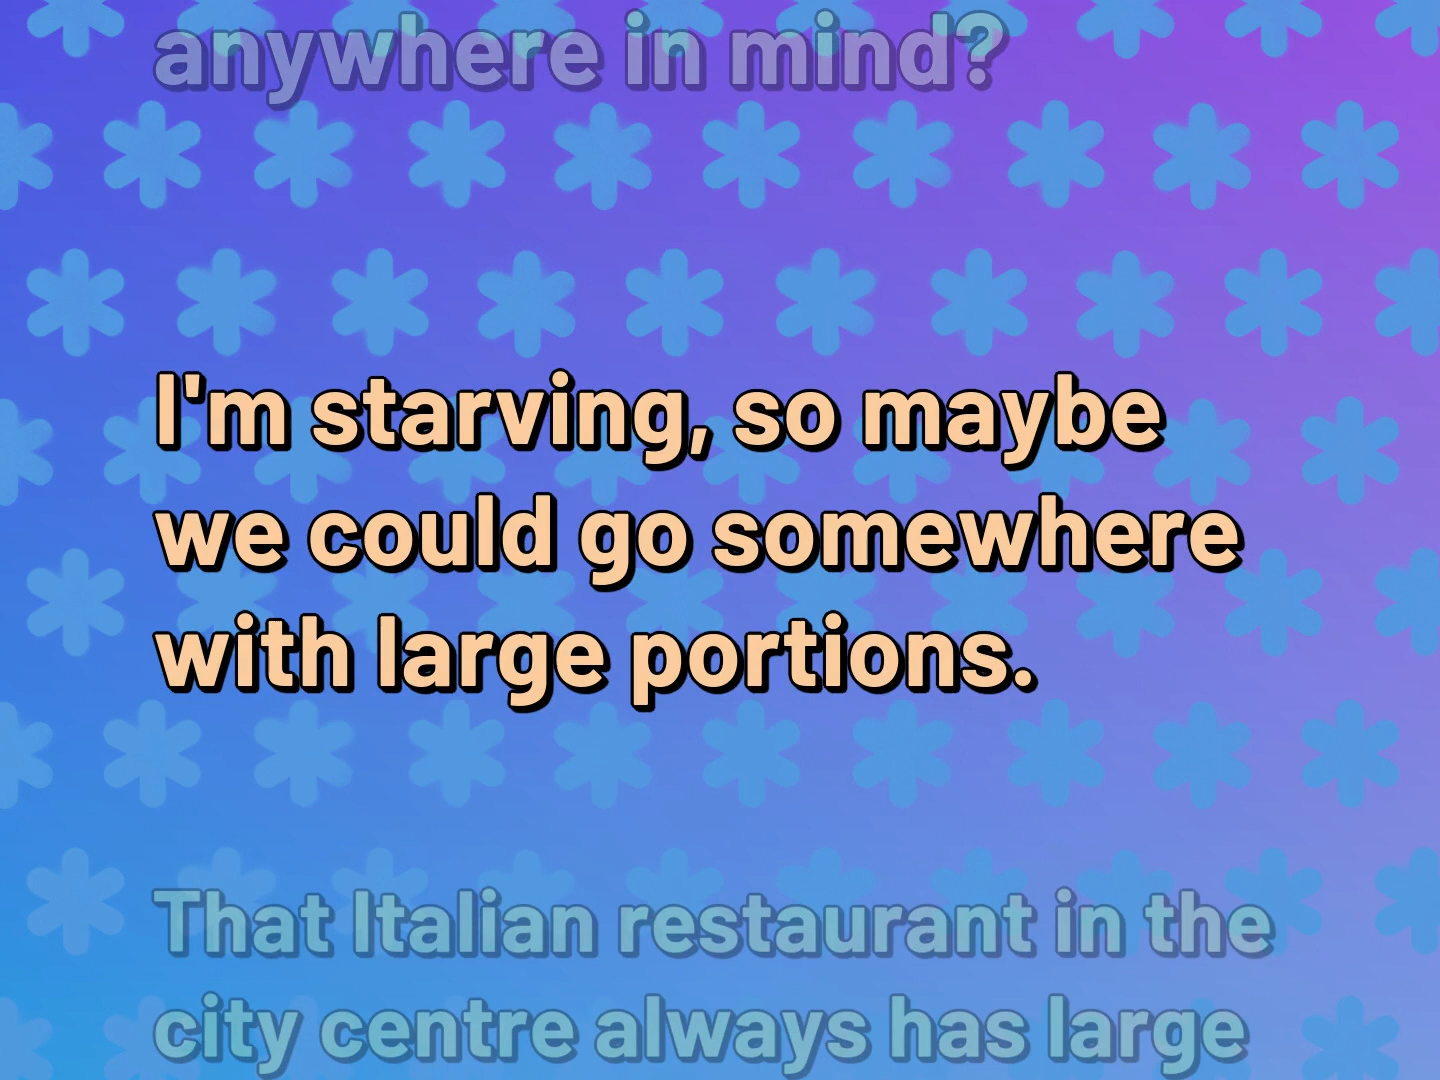 anywhere in mind?
I'm starving, so maybe
we could go somewhere
with large portions.
That Italian restaurant in the
city centre always has large